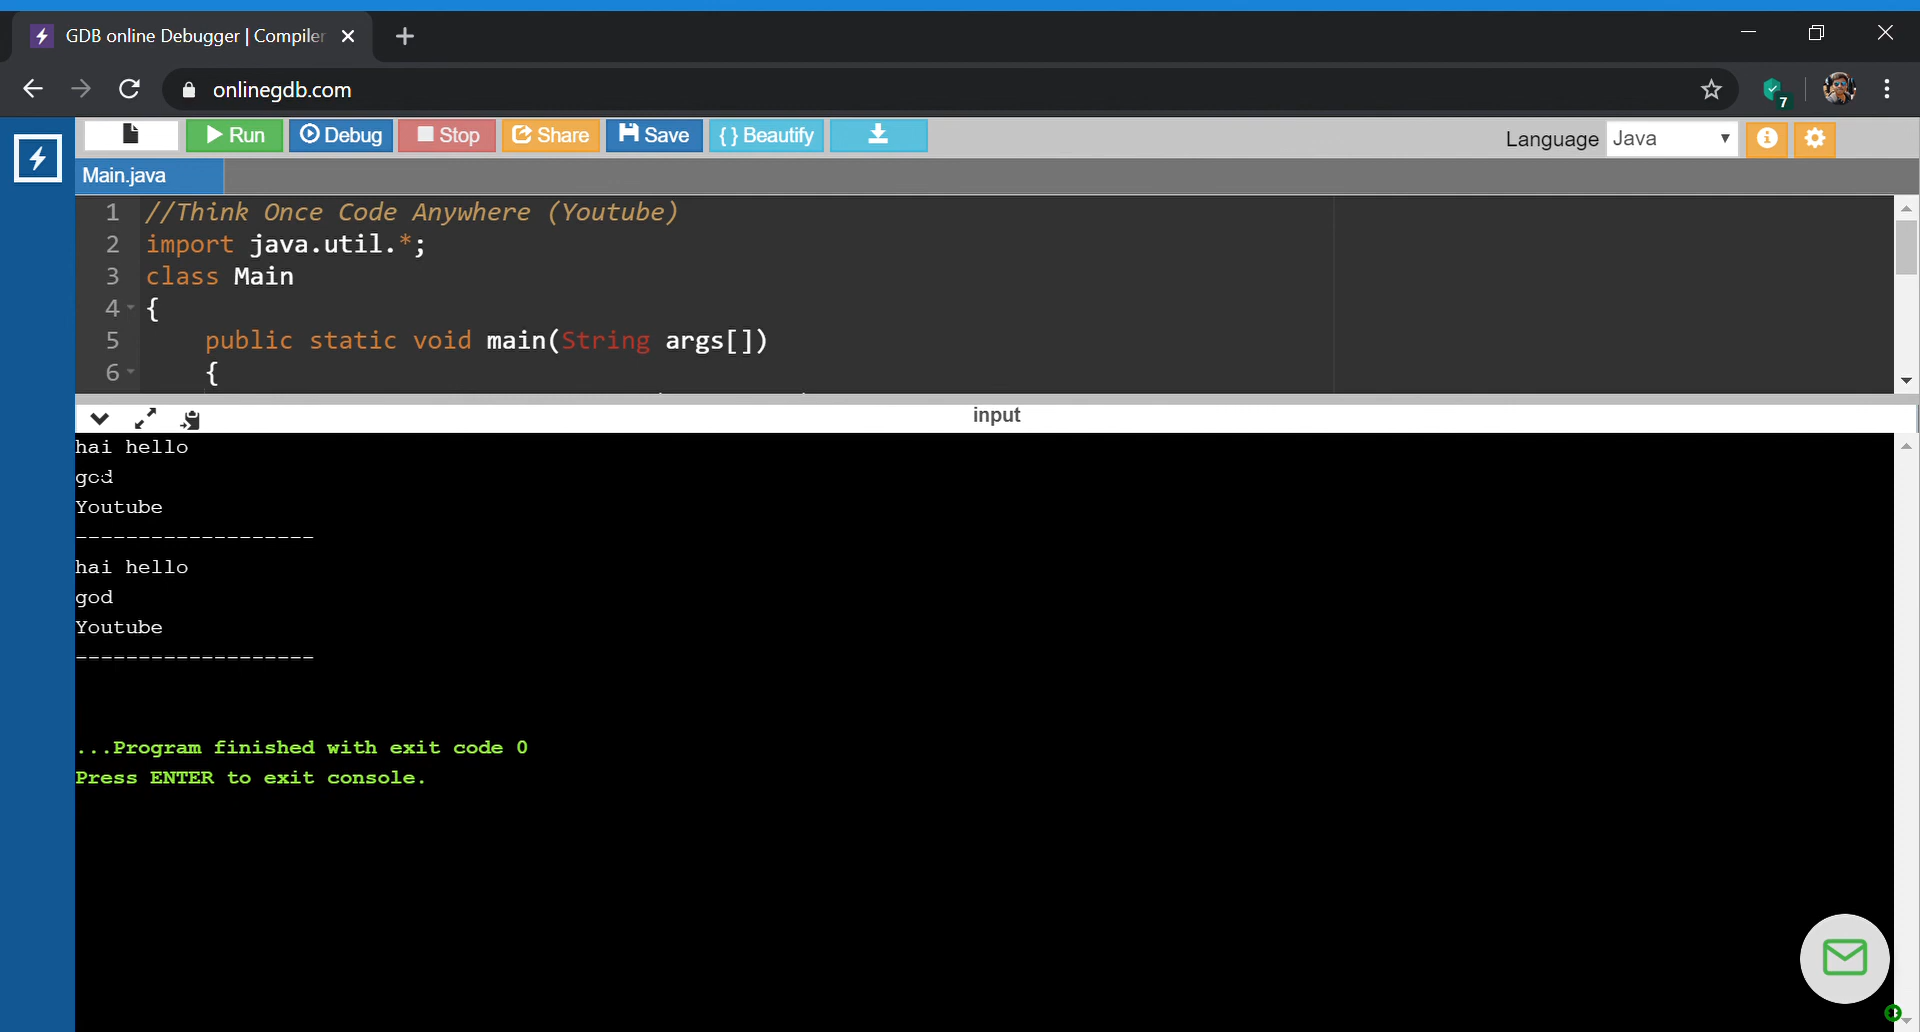 GDB online Debugger | Compiler
onlinegdb.com
7
Run Debug Stop Share Save {} Beautify Language Java
Main.java
1 //Think Once Code Anywhere (Youtube)
2 import java.util.*;
3 class Main
4 {
5 public static void main(String args[])
6 {
input
hai hello
god
Youtube
-------------------
hai hello
god
Youtube
-------------------
...Program finished with exit code 0
Press ENTER to exit console.